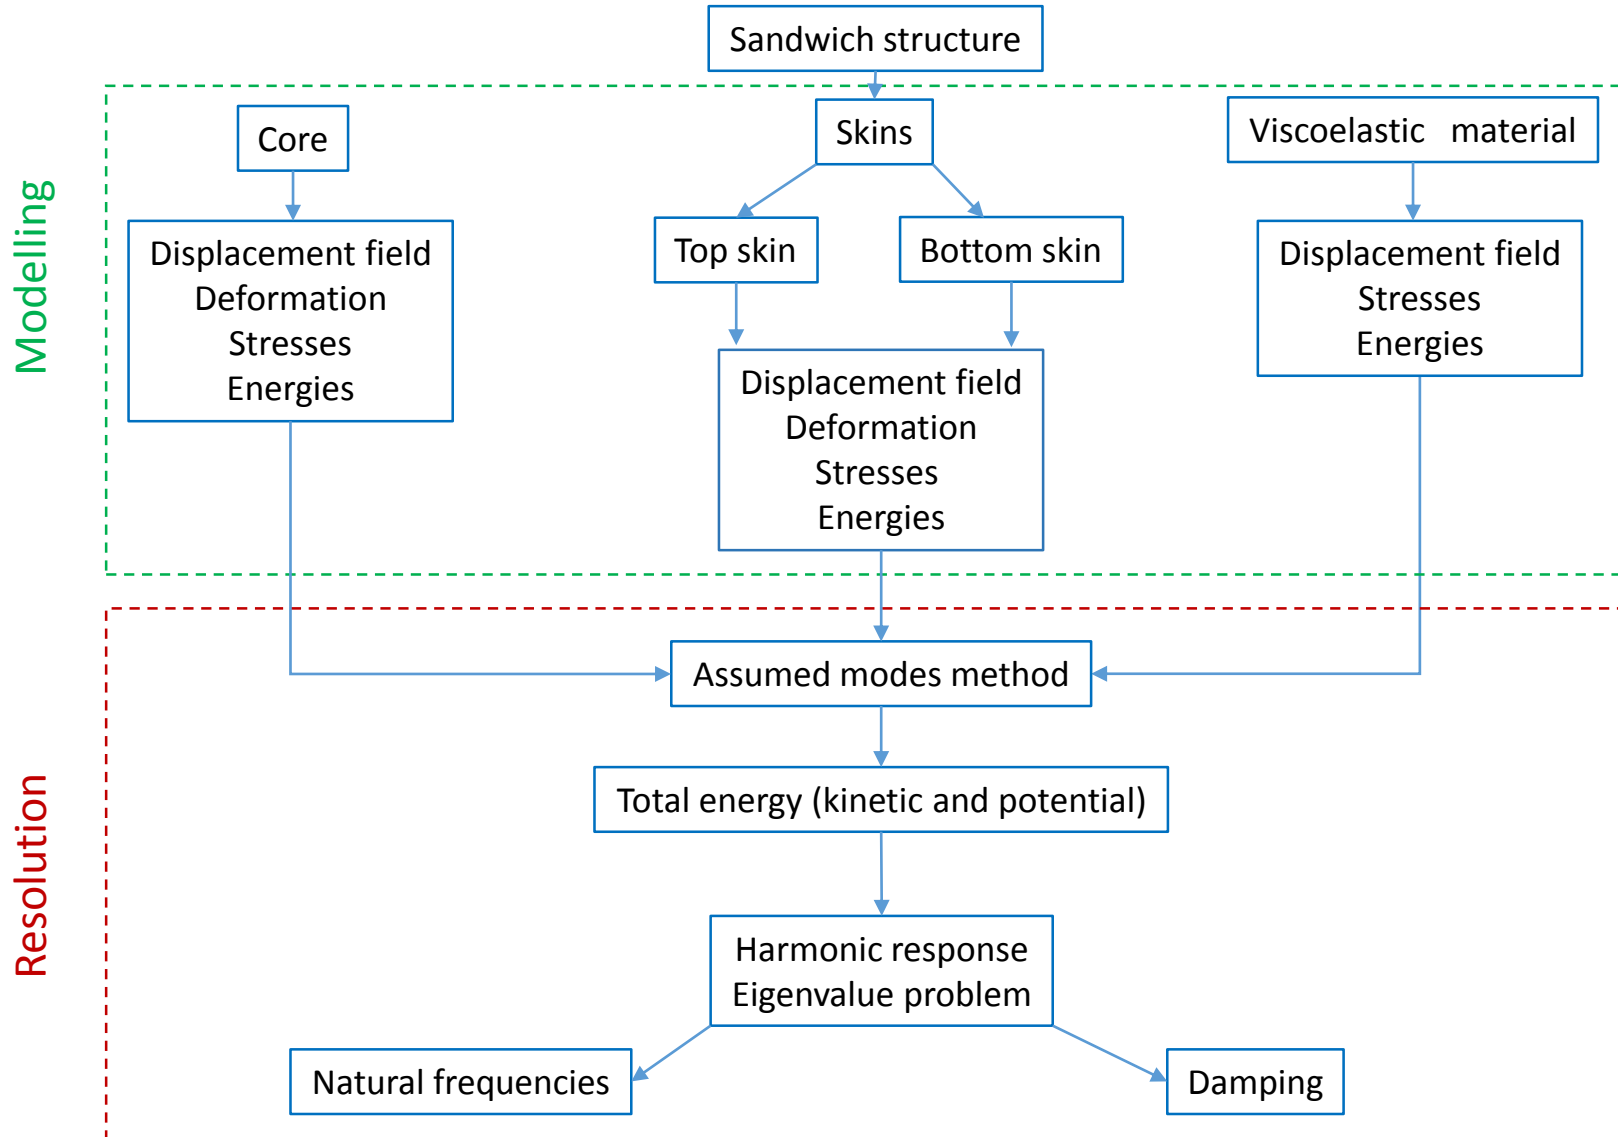 Sandwich structure
Modelling
Core
Skins
Viscoelastic material
Top skin
Bottom skin
Displacement field
Deformation
Stresses
Energies
Displacement field
Deformation
Stresses
Energies
Displacement field
Stresses
Energies
Resolution
Assumed modes method
Total energy (kinetic and potential)
Harmonic response
Eigenvalue problem
Natural frequencies
Damping